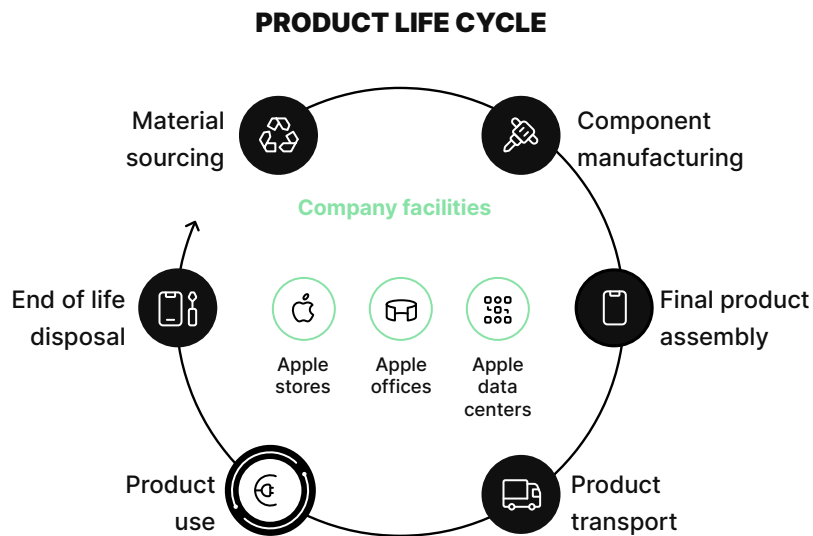 PRODUCT LIFE CYCLE
Material
sourcing
Component
manufacturing
Company facilities
End of life
disposal
Apple
stores
Apple
offices
Apple
data
centers
Final product
assembly
Product
use
Product
transport